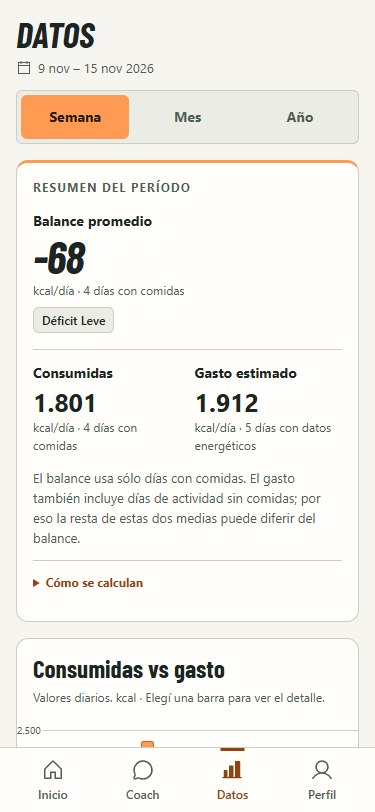 DATOS
9 nov – 15 nov 2026
Semana Mes Año
RESUMEN DEL PERÍODO
Balance promedio
-68
kcal/día · 4 días con comidas
Déficit Leve
Consumidas
1.801
kcal/día · 4 días con
comidas
Gasto estimado
1.912
kcal/día · 5 días con datos
energéticos
El balance usa sólo días con comidas. El gasto
también incluye días de actividad sin comidas; por
eso la resta de estas dos medias puede diferir del
balance.
Cómo se calculan
Consumidas vs gasto
Valores diarios. kcal · Elegí una barra para ver el detalle.
2.500
Inicio Coach Datos Perfil